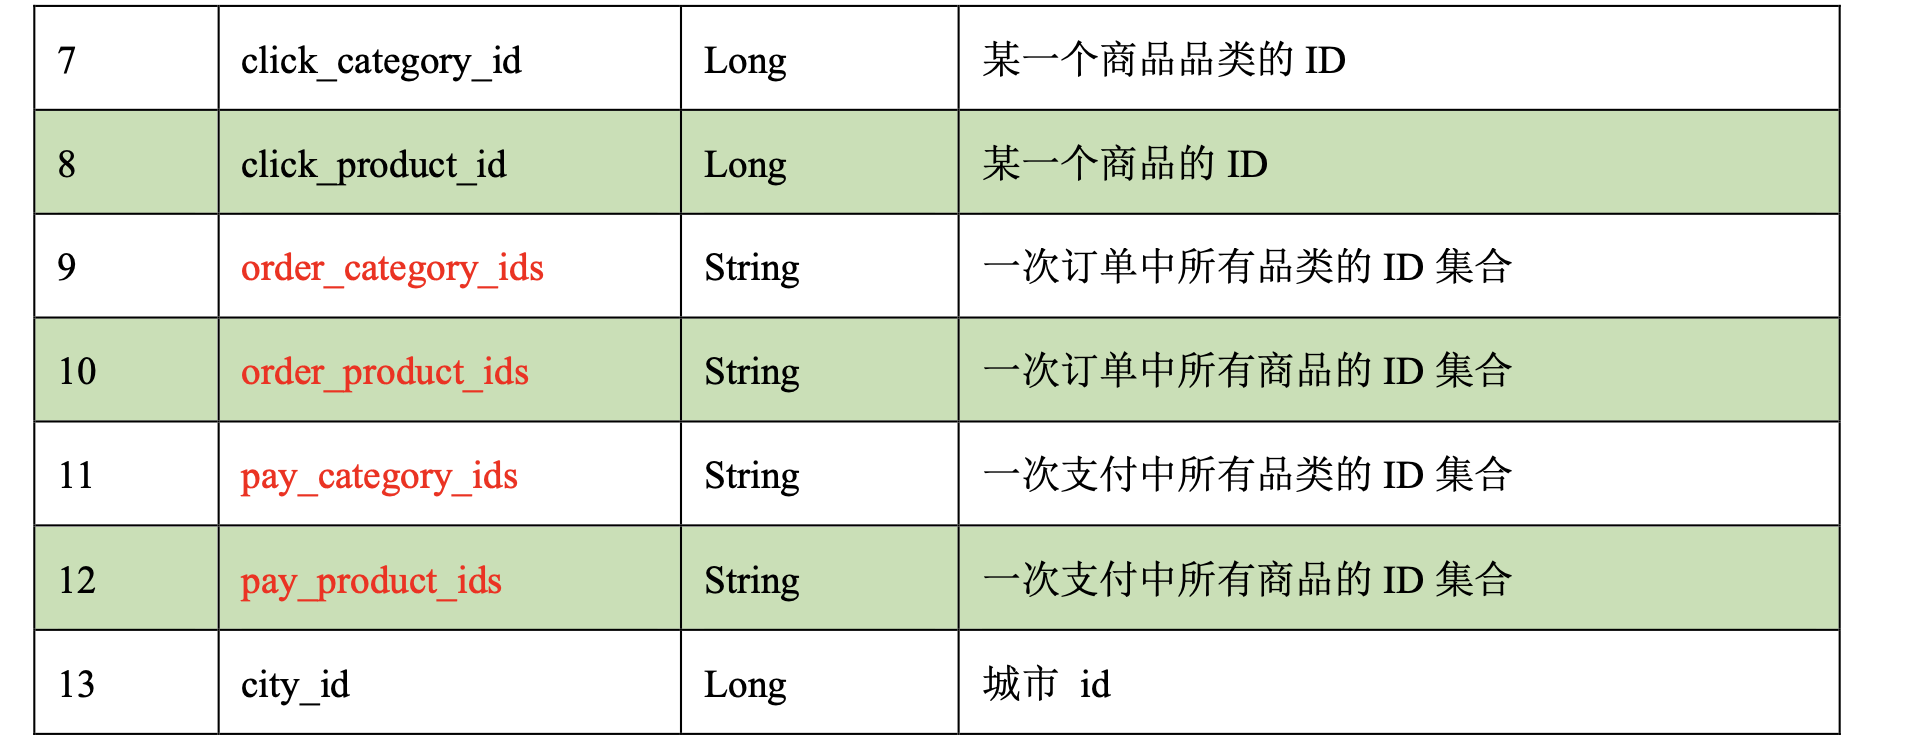 7 click_category_id Long 某一个商品品类的 ID
8 click_product_id Long 某一个商品的 ID
9 order_category_ids String 一次订单中所有品类的 ID 集合
10 order_product_ids String 一次订单中所有商品的 ID 集合
11 pay_category_ids String 一次支付中所有品类的 ID 集合
12 pay_product_ids String 一次支付中所有商品的 ID 集合
13 city_id Long 城市 id